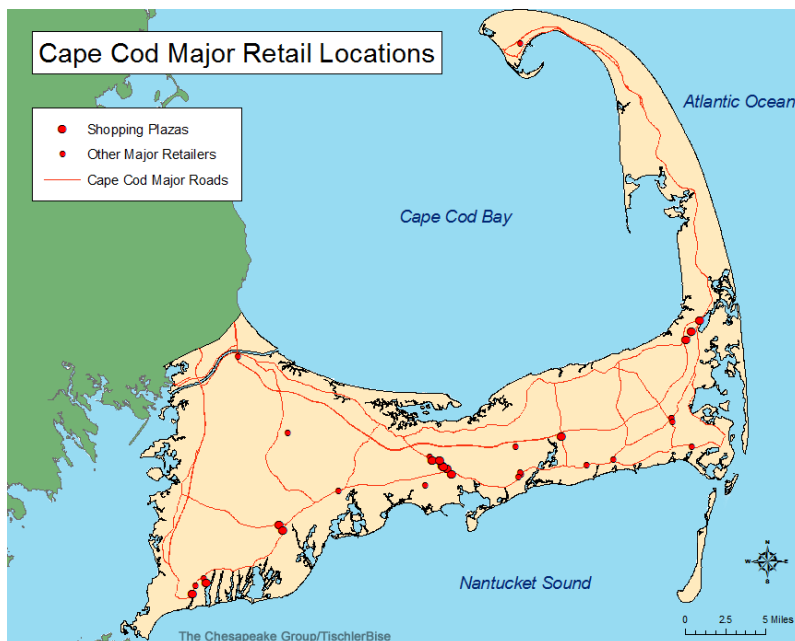 Cape Cod Major Retail Locations
Atlantic Ocean
Shopping Plazas
Other Major Retailers
Cape Cod Major Roads
Cape Cod Bay
N
W E
S
Nantucket Sound
0 2.5 5 Miles
The Chesapeake Group/TischlerBise